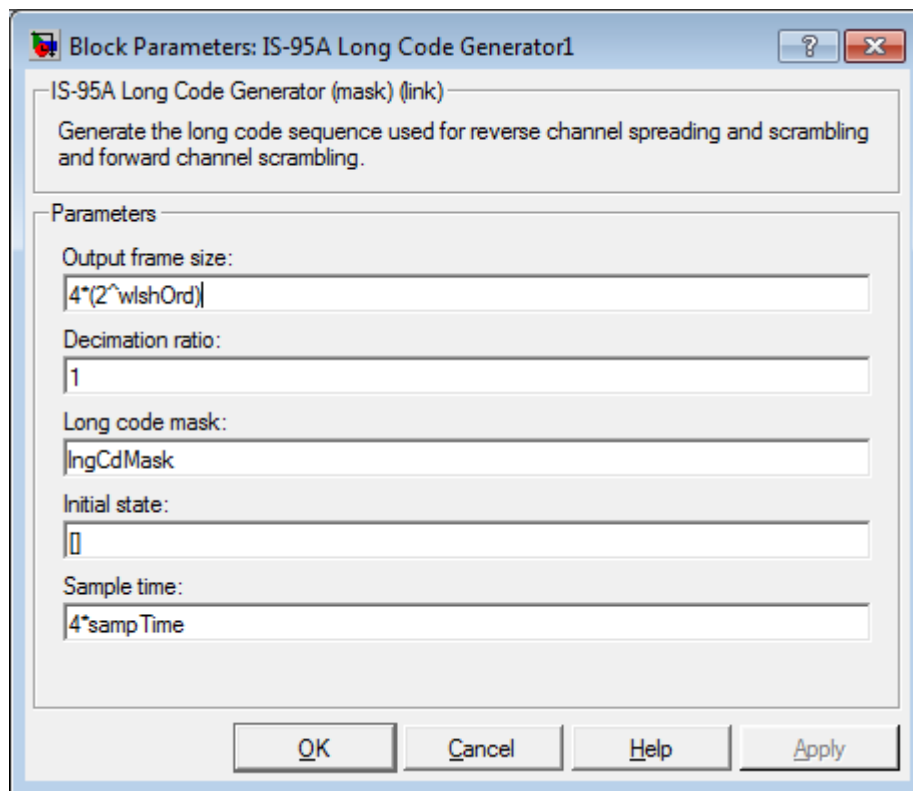 Block Parameters: IS-95A Long Code Generator1
IS-95A Long Code Generator (mask) (link)
Generate the long code sequence used for reverse channel spreading and scrambling
and forward channel scrambling.
Parameters
Output frame size:
4*(2^wlshOrd)
Decimation ratio:
1
Long code mask:
lngCdMask
Initial state:
[]
Sample time:
4*sampTime
OK Cancel Help Apply